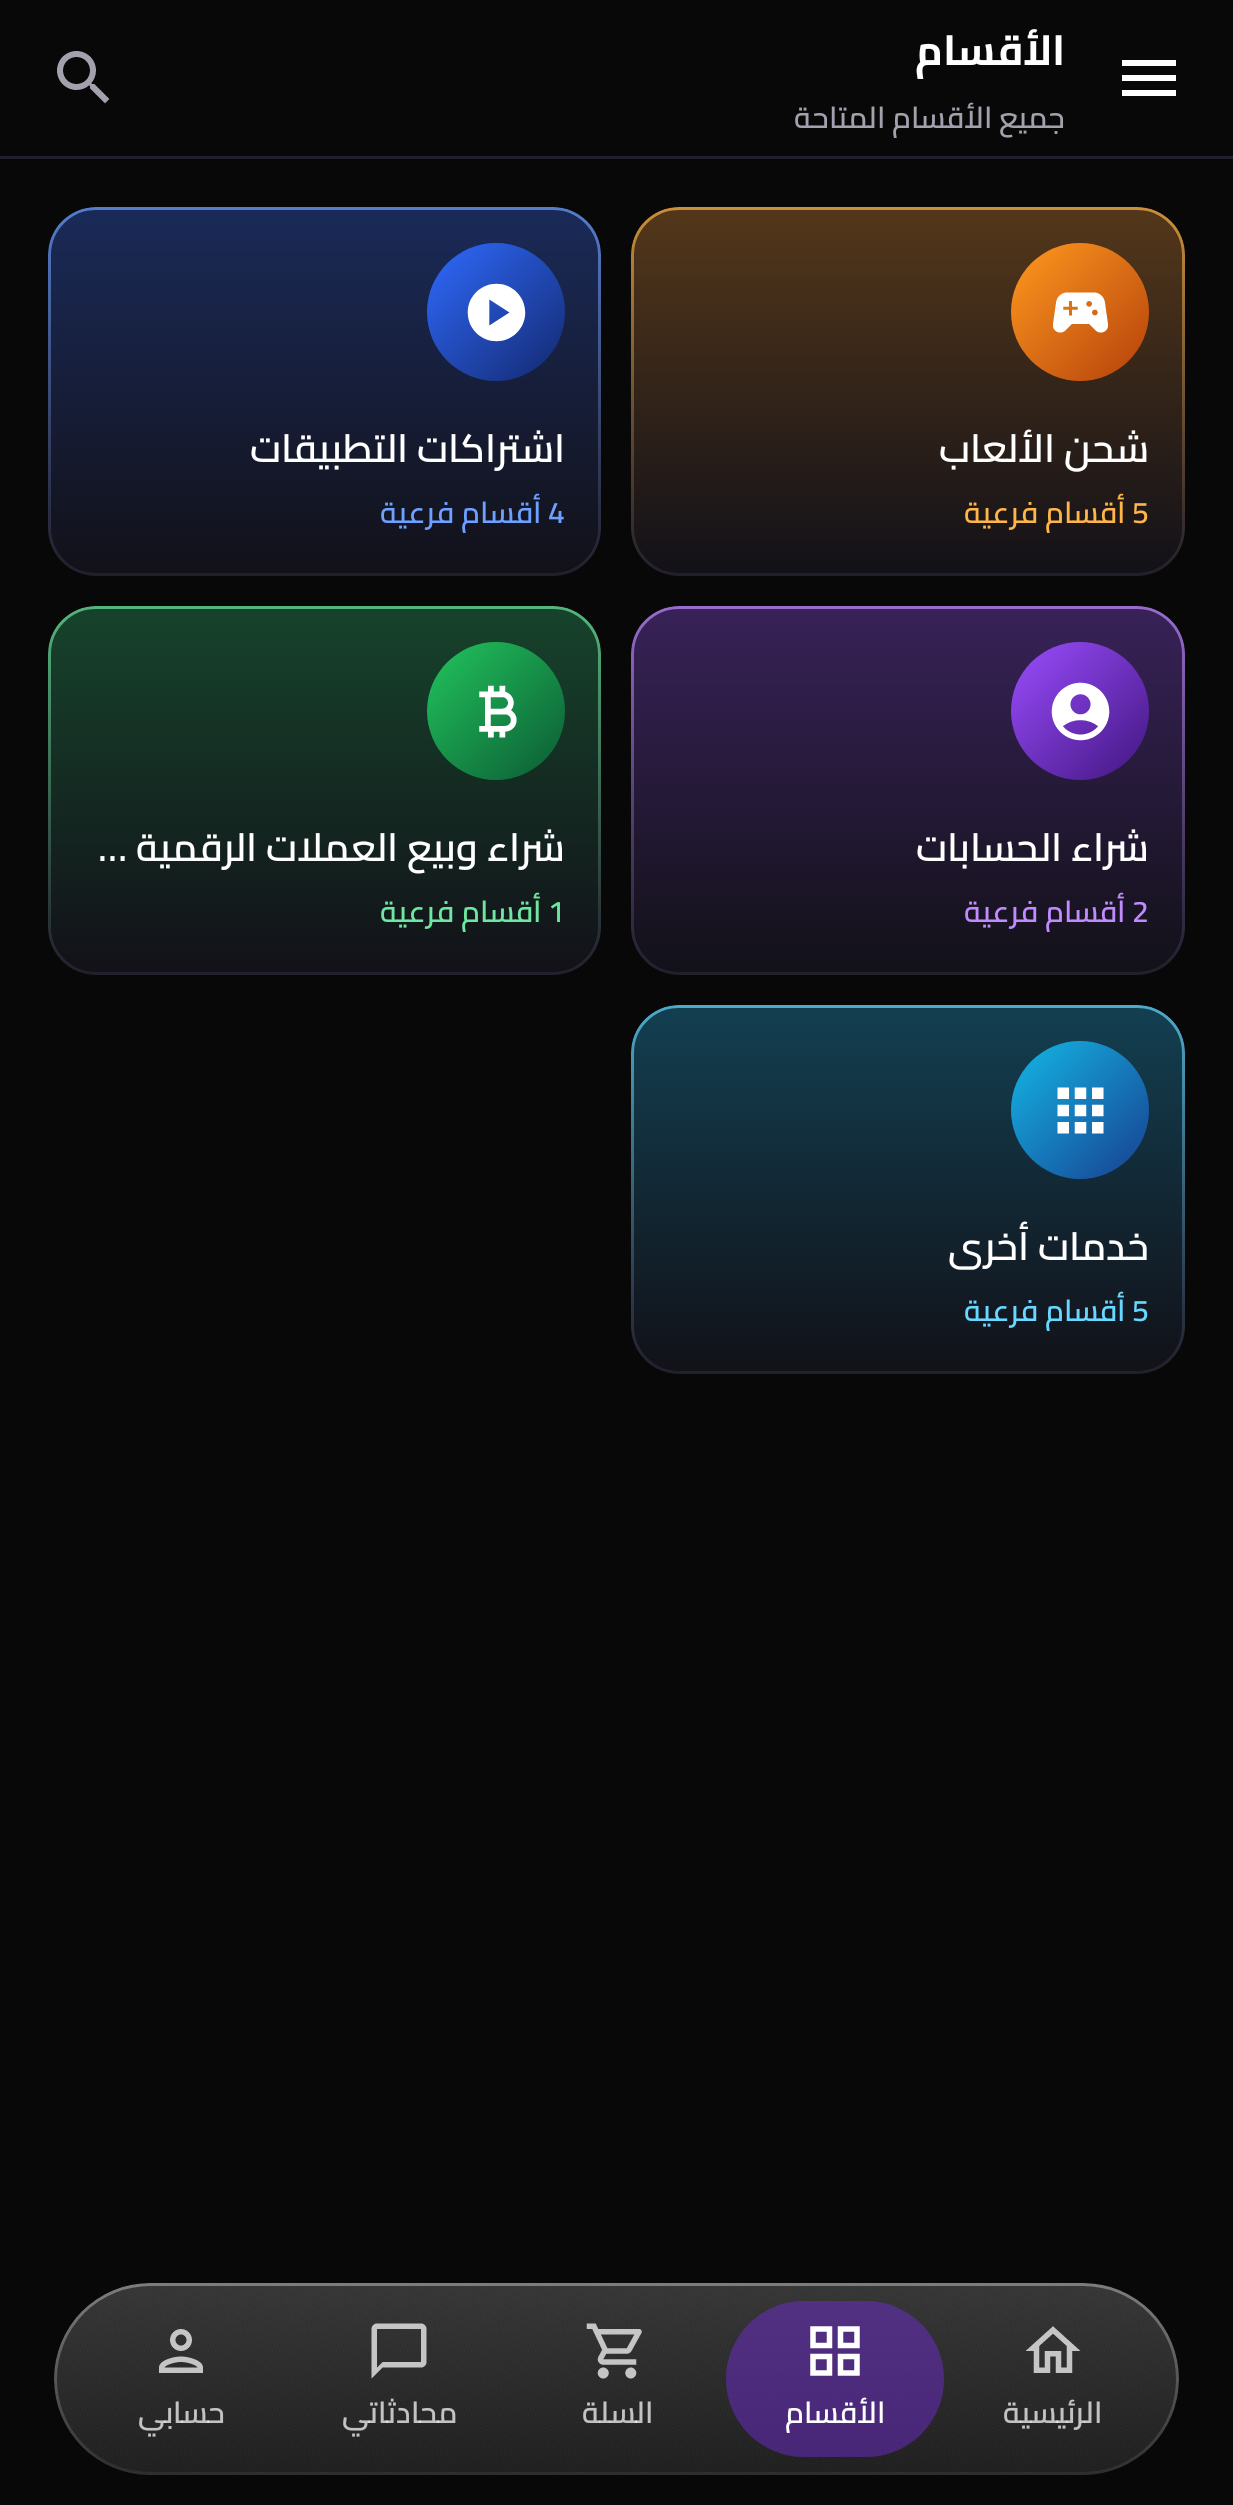 الأقسام
جميع الأقسام المتاحة
شحن الألعاب
5 أقسام فرعية
اشتراكات التطبيقات
4 أقسام فرعية
شراء الحسابات
2 أقسام فرعية
شراء وبيع العملات الرقمية ...
1 أقسام فرعية
خدمات أخرى
5 أقسام فرعية
الرئيسية
الأقسام
السلة
محادثاتي
حسابي